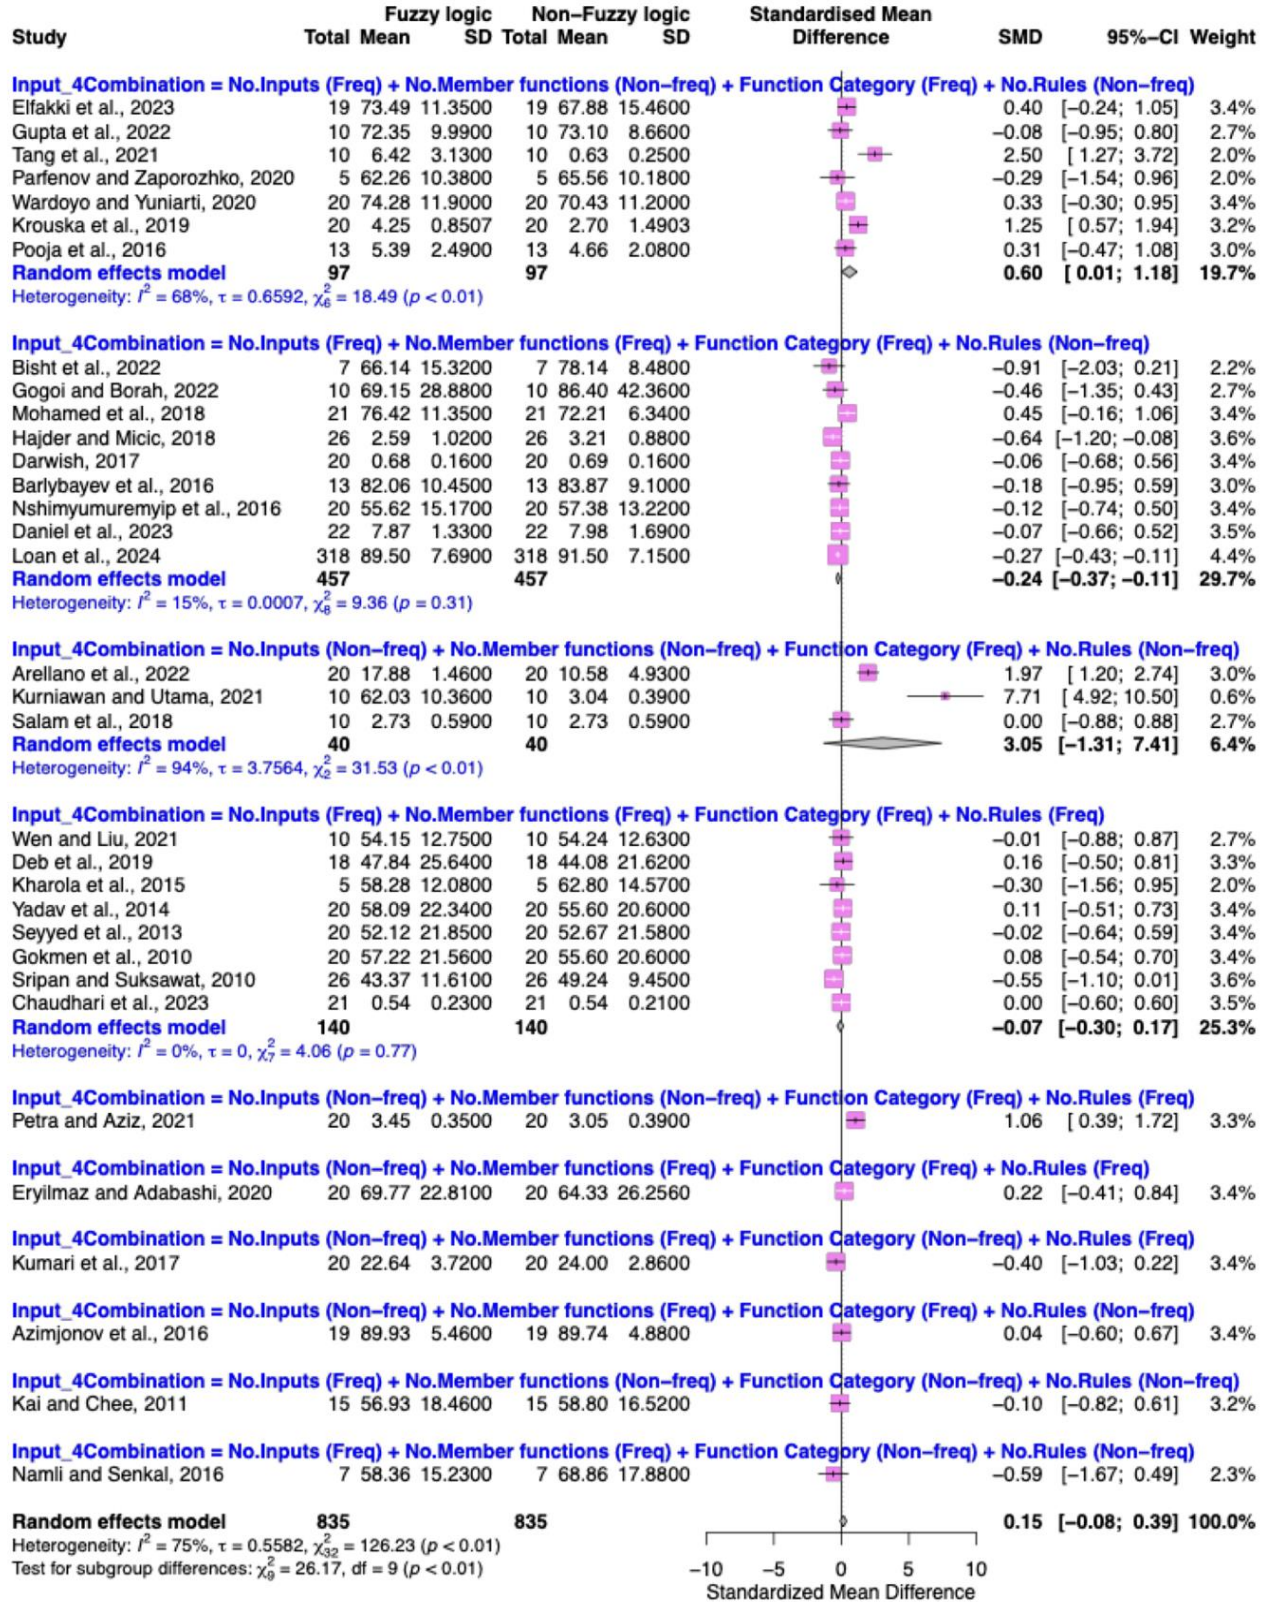 Fuzzy logic Non−Fuzzy logic Standardised Mean
Study Total Mean SD Total Mean SD Difference SMD 95%−CI Weight
Input_4Combination = No.Inputs (Freq) + No.Member functions (Non−freq) + Function Category (Freq) + No.Rules (Non−freq)
Elfakki et al., 2023 19 73.49 11.3500 19 67.88 15.4600 0.40 [−0.24; 1.05] 3.4%
Gupta et al., 2022 10 72.35 9.9900 10 73.10 8.6600 −0.08 [−0.95; 0.80] 2.7%
Tang et al., 2021 10 6.42 3.1300 10 0.63 0.2500 2.50 [ 1.27; 3.72] 2.0%
Parfenov and Zaporozhko, 2020 5 62.26 10.3800 5 65.56 10.1800 −0.29 [−1.54; 0.96] 2.0%
Wardoyo and Yuniarti, 2020 20 74.28 11.9000 20 70.43 11.2000 0.33 [−0.30; 0.95] 3.4%
Krouska et al., 2019 20 4.25 0.8507 20 2.70 1.4903 1.25 [ 0.57; 1.94] 3.2%
Pooja et al., 2016 13 5.39 2.4900 13 4.66 2.0800 0.31 [−0.47; 1.08] 3.0%
Random effects model 97 97 0.60 [ 0.01; 1.18] 19.7%
Heterogeneity: I² = 68%, τ = 0.6592, χ²₆ = 18.49 (p < 0.01)
Input_4Combination = No.Inputs (Freq) + No.Member functions (Freq) + Function Category (Freq) + No.Rules (Non−freq)
Bisht et al., 2022 7 66.14 15.3200 7 78.14 8.4800 −0.91 [−2.03; 0.21] 2.2%
Gogoi and Borah, 2022 10 69.15 28.8800 10 86.40 42.3600 −0.46 [−1.35; 0.43] 2.7%
Mohamed et al., 2018 21 76.42 11.3500 21 72.21 6.3400 0.45 [−0.16; 1.06] 3.4%
Hajder and Micic, 2018 26 2.59 1.0200 26 3.21 0.8800 −0.64 [−1.20; −0.08] 3.6%
Darwish, 2017 20 0.68 0.1600 20 0.69 0.1600 −0.06 [−0.68; 0.56] 3.4%
Barlybayev et al., 2016 13 82.06 10.4500 13 83.87 9.1000 −0.18 [−0.95; 0.59] 3.0%
Nshimyumuremyip et al., 2016 20 55.62 15.1700 20 57.38 13.2200 −0.12 [−0.74; 0.50] 3.4%
Daniel et al., 2023 22 7.87 1.3300 22 7.98 1.6900 −0.07 [−0.66; 0.52] 3.5%
Loan et al., 2024 318 89.50 7.6900 318 91.50 7.1500 −0.27 [−0.43; −0.11] 4.4%
Random effects model 457 457 −0.24 [−0.37; −0.11] 29.7%
Heterogeneity: I² = 15%, τ = 0.0007, χ²₈ = 9.36 (p = 0.31)
Input_4Combination = No.Inputs (Non−freq) + No.Member functions (Non−freq) + Function Category (Freq) + No.Rules (Non−freq)
Arellano et al., 2022 20 17.88 1.4600 20 10.58 4.9300 1.97 [ 1.20; 2.74] 3.0%
Kurniawan and Utama, 2021 10 62.03 10.3600 10 3.04 0.3900 7.71 [ 4.92; 10.50] 0.6%
Salam et al., 2018 10 2.73 0.5900 10 2.73 0.5900 0.00 [−0.88; 0.88] 2.7%
Random effects model 40 40 3.05 [−1.31; 7.41] 6.4%
Heterogeneity: I² = 94%, τ = 3.7564, χ²₂ = 31.53 (p < 0.01)
Input_4Combination = No.Inputs (Freq) + No.Member functions (Freq) + Function Category (Freq) + No.Rules (Freq)
Wen and Liu, 2021 10 54.15 12.7500 10 54.24 12.6300 −0.01 [−0.88; 0.87] 2.7%
Deb et al., 2019 18 47.84 25.6400 18 44.08 21.6200 0.16 [−0.50; 0.81] 3.3%
Kharola et al., 2015 5 58.28 12.0800 5 62.80 14.5700 −0.30 [−1.56; 0.95] 2.0%
Yadav et al., 2014 20 58.09 22.3400 20 55.60 20.6000 0.11 [−0.51; 0.73] 3.4%
Seyyed et al., 2013 20 52.12 21.8500 20 52.67 21.5800 −0.02 [−0.64; 0.59] 3.4%
Gokmen et al., 2010 20 57.22 21.5600 20 55.60 20.6000 0.08 [−0.54; 0.70] 3.4%
Sripan and Suksawat, 2010 26 43.37 11.6100 26 49.24 9.4500 −0.55 [−1.10; 0.01] 3.6%
Chaudhari et al., 2023 21 0.54 0.2300 21 0.54 0.2100 0.00 [−0.60; 0.60] 3.5%
Random effects model 140 140 −0.07 [−0.30; 0.17] 25.3%
Heterogeneity: I² = 0%, τ = 0, χ²₇ = 4.06 (p = 0.77)
Input_4Combination = No.Inputs (Non−freq) + No.Member functions (Non−freq) + Function Category (Freq) + No.Rules (Freq)
Petra and Aziz, 2021 20 3.45 0.3500 20 3.05 0.3900 1.06 [ 0.39; 1.72] 3.3%
Input_4Combination = No.Inputs (Non−freq) + No.Member functions (Freq) + Function Category (Freq) + No.Rules (Freq)
Eryilmaz and Adabashi, 2020 20 69.77 22.8100 20 64.33 26.2560 0.22 [−0.41; 0.84] 3.4%
Input_4Combination = No.Inputs (Non−freq) + No.Member functions (Freq) + Function Category (Non−freq) + No.Rules (Freq)
Kumari et al., 2017 20 22.64 3.7200 20 24.00 2.8600 −0.40 [−1.03; 0.22] 3.4%
Input_4Combination = No.Inputs (Non−freq) + No.Member functions (Freq) + Function Category (Freq) + No.Rules (Non−freq)
Azimjonov et al., 2016 19 89.93 5.4600 19 89.74 4.8800 0.04 [−0.60; 0.67] 3.4%
Input_4Combination = No.Inputs (Freq) + No.Member functions (Non−freq) + Function Category (Non−freq) + No.Rules (Non−freq)
Kai and Chee, 2011 15 56.93 18.4600 15 58.80 16.5200 −0.10 [−0.82; 0.61] 3.2%
Input_4Combination = No.Inputs (Freq) + No.Member functions (Freq) + Function Category (Non−freq) + No.Rules (Non−freq)
Namli and Senkal, 2016 7 58.36 15.2300 7 68.86 17.8800 −0.59 [−1.67; 0.49] 2.3%
Random effects model 835 835 0.15 [−0.08; 0.39] 100.0%
Heterogeneity: I² = 75%, τ = 0.5582, χ²₃₂ = 126.23 (p < 0.01)
Test for subgroup differences: χ²₉ = 26.17, df = 9 (p < 0.01)
−10 −5 0 5 10
Standardized Mean Difference